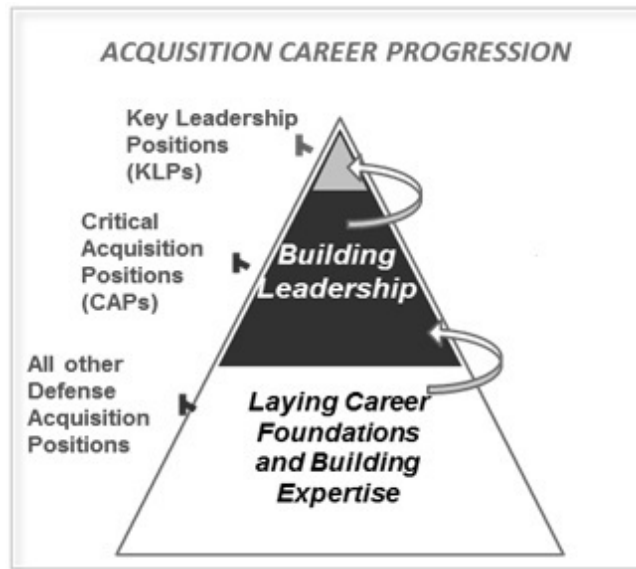 ACQUISITION CAREER PROGRESSION
Key Leadership
Positions
(KLPs)
Critical
Acquisition
Positions
(CAPs)
Building
Leadership
All other
Defense
Acquisition
Positions
Laying Career
Foundations
and Building
Expertise